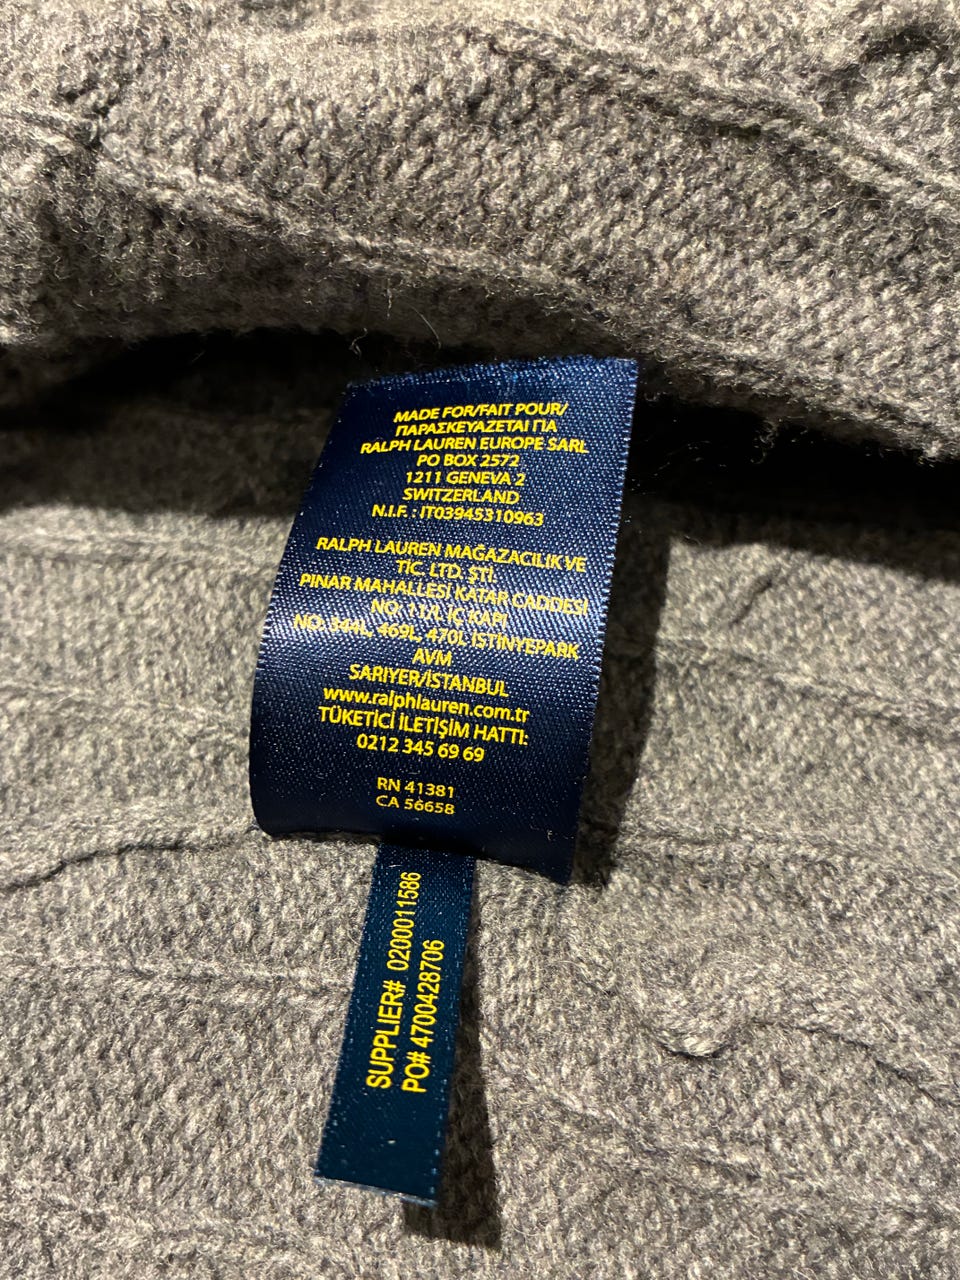 MADE FOR/FAIT POUR/
ΠΑΡΑΣΚΕΥΑΖΕΤΑΙ ΓΙΑ
RALPH LAUREN EUROPE SARL
PO BOX 2572
1211 GENEVA 2
SWITZERLAND
N.I.F. : IT03945310963
RALPH LAUREN MAĞAZACILIK VE
TİC. LTD. ŞTİ.
PINAR MAHALLESİ KATAR CADDESİ
NO: 11/L İÇ KAPI
NO: 344L, 469L, 470L İSTİNYEPARK
AVM
SARIYER/İSTANBUL
www.ralphlauren.com.tr
TÜKETİCİ İLETİŞİM HATTI:
0212 345 69 69
RN 41381
CA 56658
SUPPLIER# 0200011586
PO# 4700428706